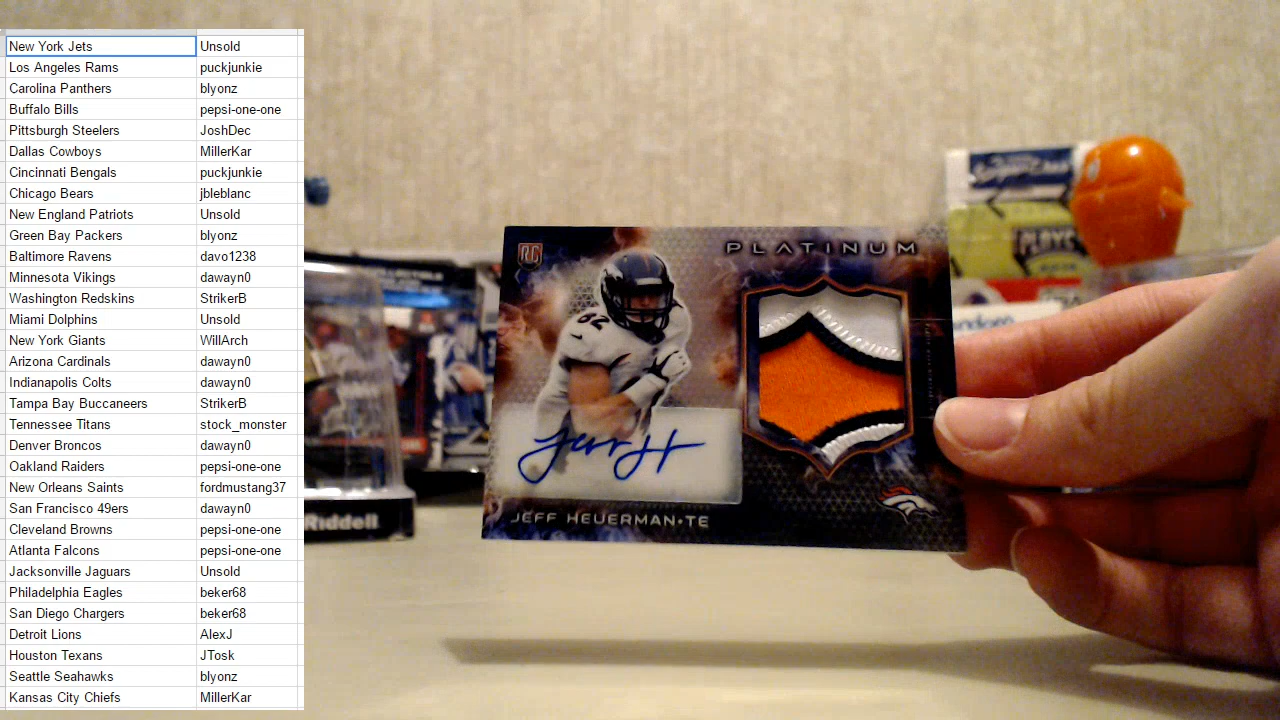 New York Jets Unsold
Los Angeles Rams puckjunkie
Carolina Panthers blyonz
Buffalo Bills pepsi-one-one
Pittsburgh Steelers JoshDec
Dallas Cowboys MillerKar
Cincinnati Bengals puckjunkie
Chicago Bears jbleblanc
New England Patriots Unsold
Green Bay Packers blyonz
Baltimore Ravens davo1238
Minnesota Vikings dawayn0
Washington Redskins StrikerB
Miami Dolphins Unsold
New York Giants WillArch
Arizona Cardinals dawayn0
Indianapolis Colts dawayn0
Tampa Bay Buccaneers StrikerB
Tennessee Titans stock_monster
Denver Broncos dawayn0
Oakland Raiders pepsi-one-one
New Orleans Saints fordmustang37
San Francisco 49ers dawayn0
Cleveland Browns pepsi-one-one
Atlanta Falcons pepsi-one-one
Jacksonville Jaguars Unsold
Philadelphia Eagles beker68
San Diego Chargers beker68
Detroit Lions AlexJ
Houston Texans JTosk
Seattle Seahawks blyonz
Kansas City Chiefs MillerKar
RC
PLATINUM
82
Jeff H
JEFF HEUERMAN•TE
Riddell